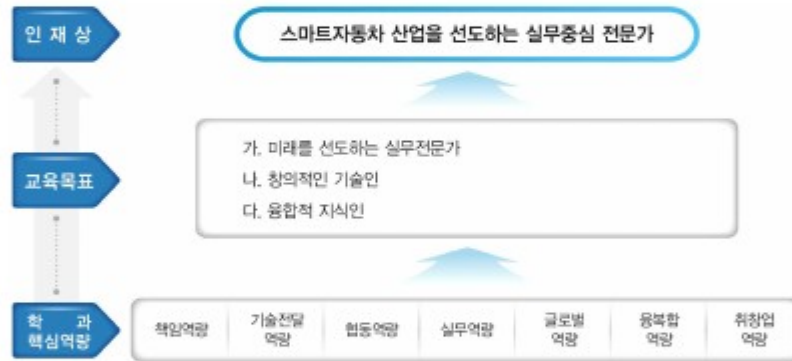 인 재 상
스마트자동차 산업을 선도하는 실무중심 전문가
교육목표
가. 미래를 선도하는 실무전문가
나. 창의적인 기술인
다. 융합적 지식인
학 과
핵심역량
책임역량
기술전달
역량
협동역량
실무역량
글로벌
역량
융복합
역량
취창업
역량